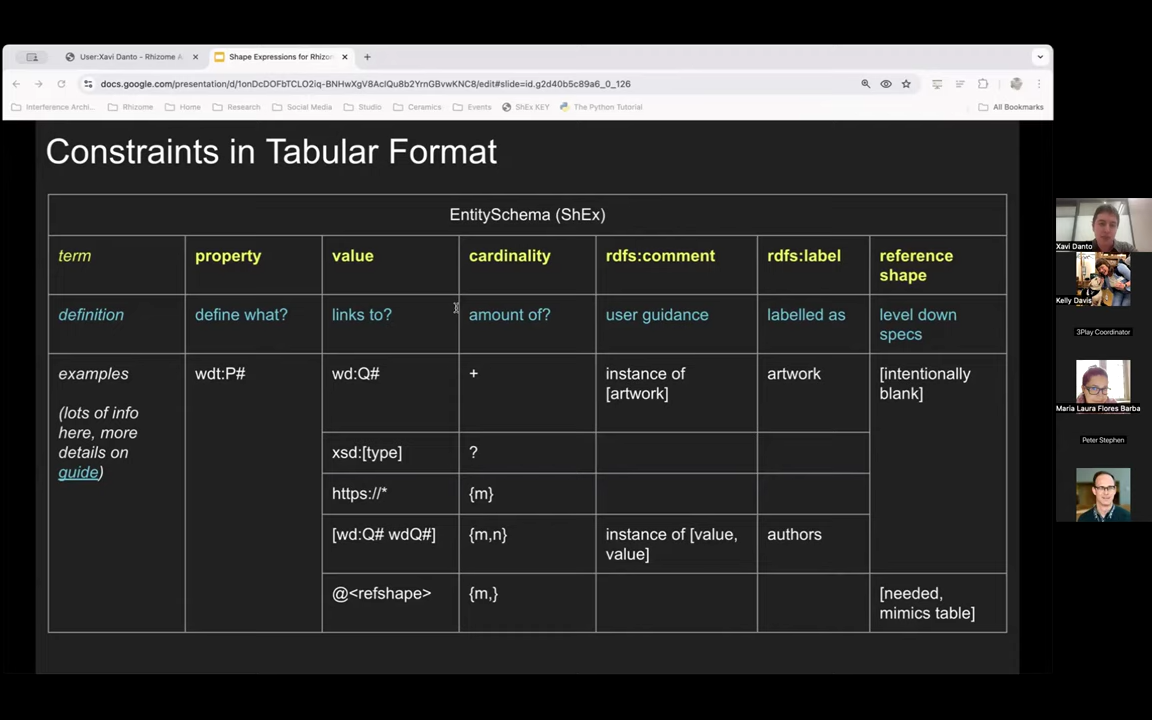 User:Xavi Danto - Rhizome A
Shape Expressions for Rhizo
docs.google.com/presentation/d/1onDcDOFbTCLO2iq-BNHwXgV8AcIQu8b2YrnGBvwKNC8/edit#slide=id.g2d40b5c89a6_0_126
Interference Archi... Rhizome Home Research Social Media Studio Ceramics Events ShEx KEY The Python Tutorial All Bookmarks
Constraints in Tabular Format
EntitySchema (ShEx)
term property value cardinality rdfs:comment rdfs:label reference
shape
definition define what? links to? amount of? user guidance labelled as level down
specs
examples wdt:P# wd:Q# + instance of artwork [intentionally
[artwork] blank]
(lots of info
here, more
details on
guide)
xsd:[type] ?
https://* {m}
[wd:Q# wdQ#] {m,n} instance of [value, authors
value]
@<refshape> {m,} [needed,
mimics table]
Xavi Danto
Kelly Davis
3Play Coordinator
Maria Laura Flores Barba
Peter Stephen